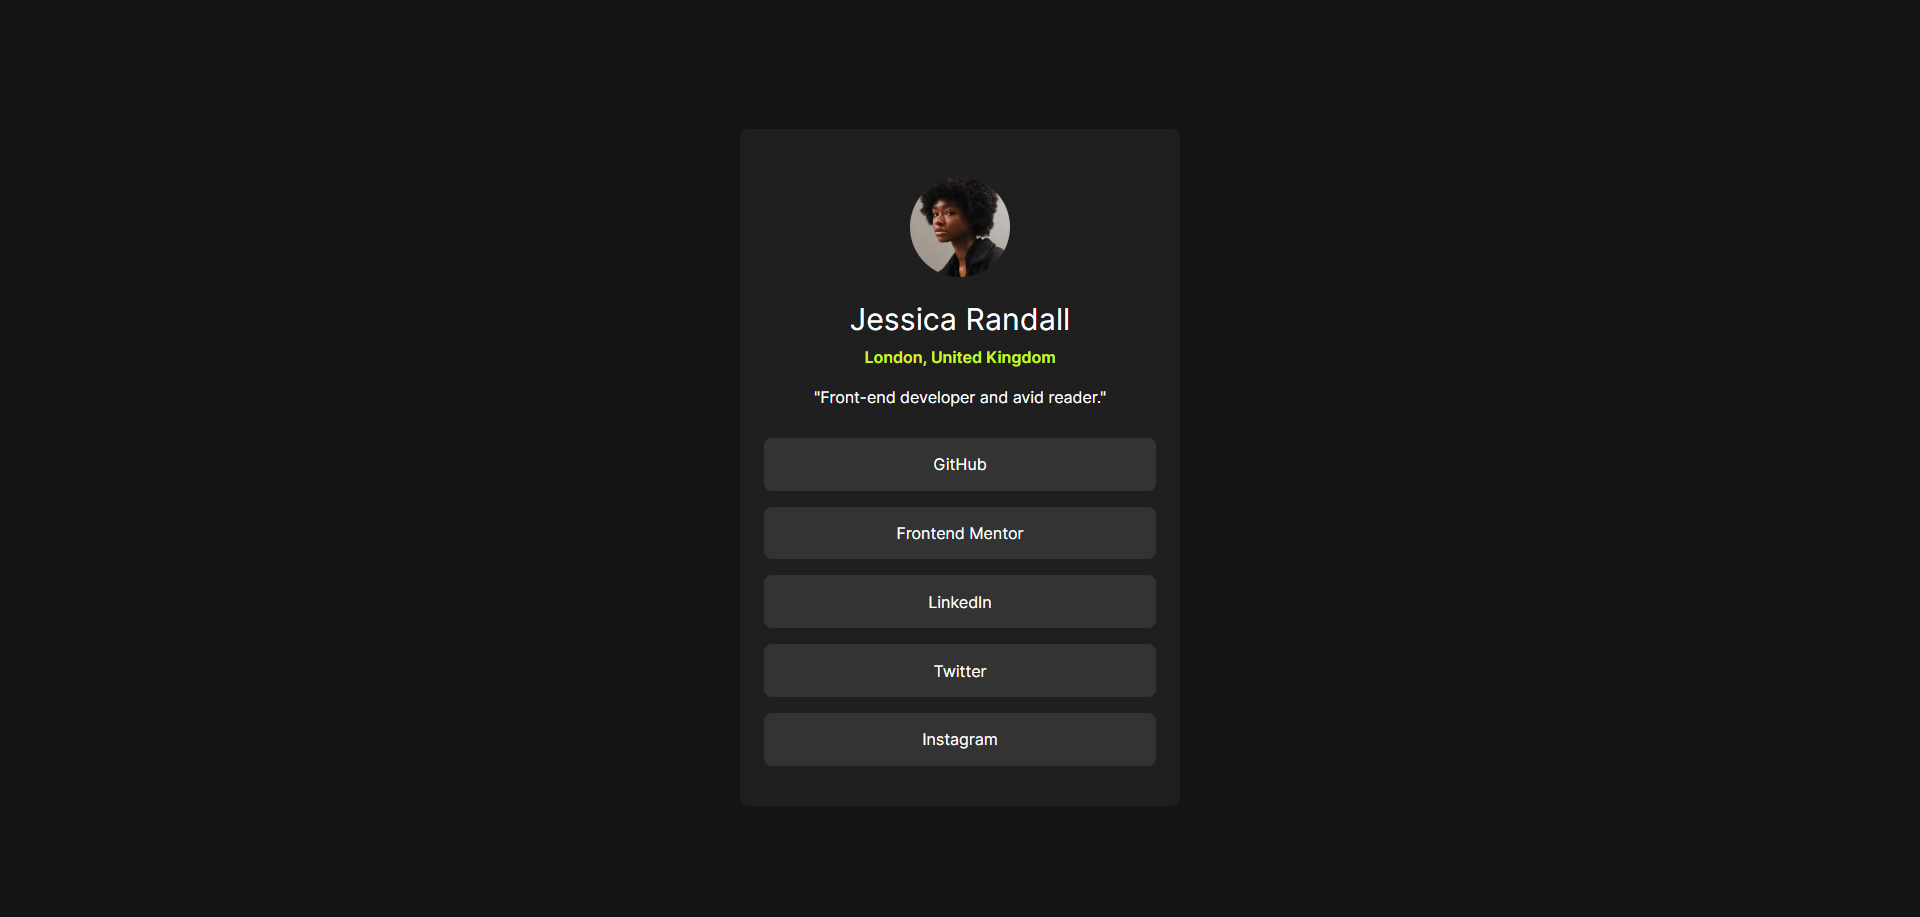 Jessica Randall
London, United Kingdom
"Front-end developer and avid reader."
GitHub
Frontend Mentor
LinkedIn
Twitter
Instagram